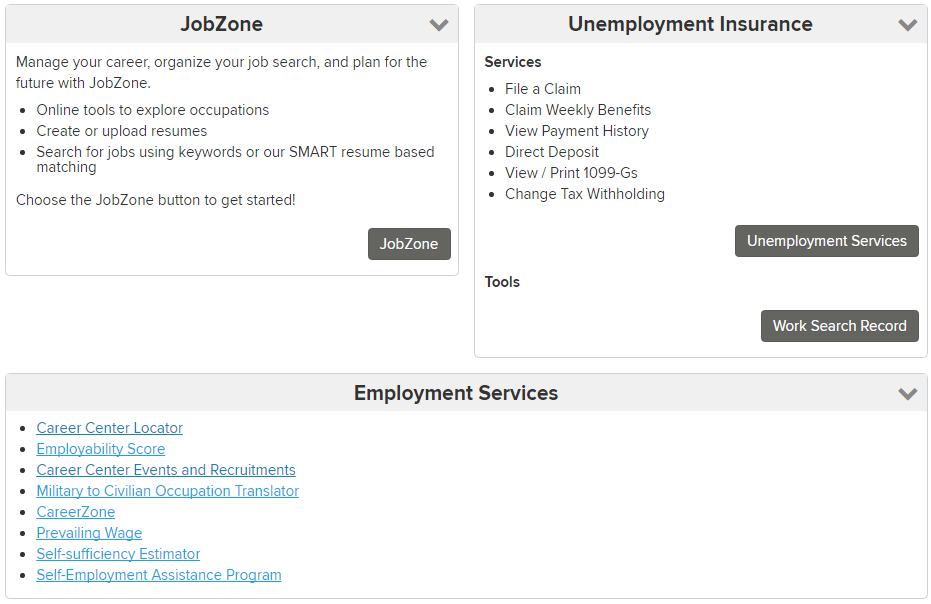 JobZone
Manage your career, organize your job search, and plan for the
future with JobZone.
Online tools to explore occupations
Create or upload resumes
Search for jobs using keywords or our SMART resume based
matching
Choose the JobZone button to get started!
JobZone
Unemployment Insurance
Services
File a Claim
Claim Weekly Benefits
View Payment History
Direct Deposit
View / Print 1099-Gs
Change Tax Withholding
Unemployment Services
Tools
Work Search Record
Employment Services
Career Center Locator
Employability Score
Career Center Events and Recruitments
Military to Civilian Occupation Translator
CareerZone
Prevailing Wage
Self-sufficiency Estimator
Self-Employment Assistance Program